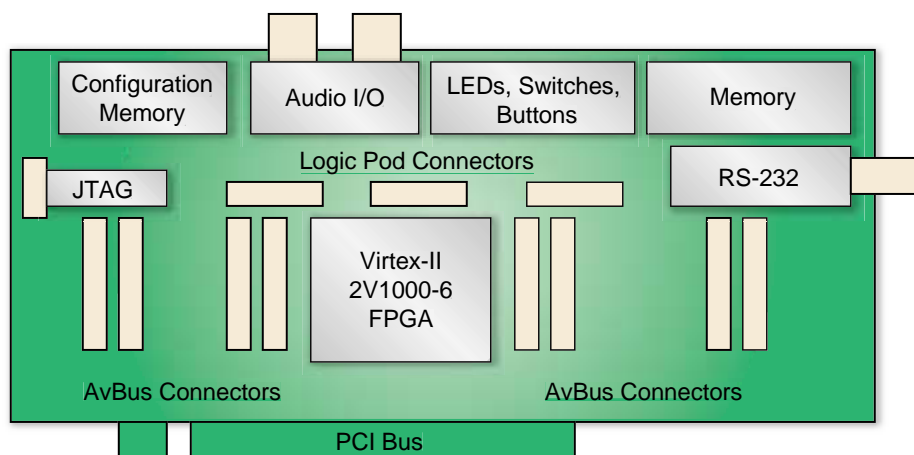 Configuration
Memory
Audio I/O
LEDs, Switches,
Buttons
Memory
Logic Pod Connectors
JTAG
RS-232
Virtex-II
2V1000-6
FPGA
AvBus Connectors
AvBus Connectors
PCI Bus